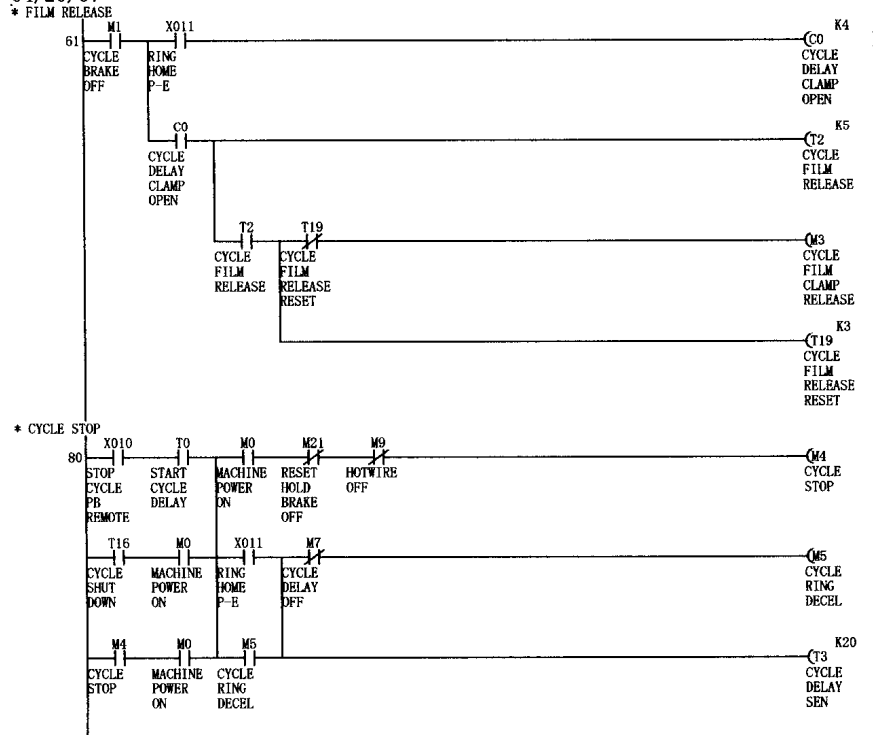 * FILM RELEASE
M1 X011 K4
61 (C0
CYCLE RING CYCLE
BRAKE HOME DELAY
OFF P-E CLAMP
OPEN
C0 K5
(T2
CYCLE CYCLE
DELAY FILM
CLAMP RELEASE
OPEN
T2 T19
(M3
CYCLE CYCLE CYCLE
FILM FILM FILM
RELEASE RELEASE CLAMP
RESET RELEASE
K3
(T19
CYCLE
FILM
RELEASE
RESET
* CYCLE STOP
X010 T0 M0 M21 M9
80 (M4
STOP START MACHINE RESET HOTWIRE CYCLE
CYCLE CYCLE POWER HOLD OFF STOP
PB DELAY ON BRAKE
REMOTE OFF
T16 M0 X011 M7
(M5
CYCLE MACHINE RING CYCLE CYCLE
SHUT POWER HOME DELAY RING
DOWN ON P-E OFF DECEL
M4 M0 M5 K20
(T3
CYCLE MACHINE CYCLE CYCLE
STOP POWER RING DELAY
ON DECEL SEN